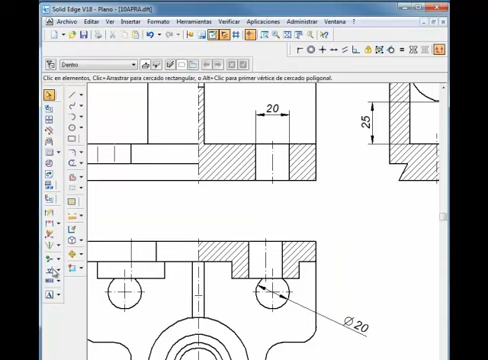 Solid Edge V18 - Plano - [10APRA.dft]
Archivo Editar Ver Insertar Formato Herramientas Verificar Aplicaciones Administrar Ventana ?
Dentro
Clic en elementos, Clic+Arrastrar para cercado rectangular, o Alt+Clic para primer vértice de cercado poligonal.
20
25
Ø20